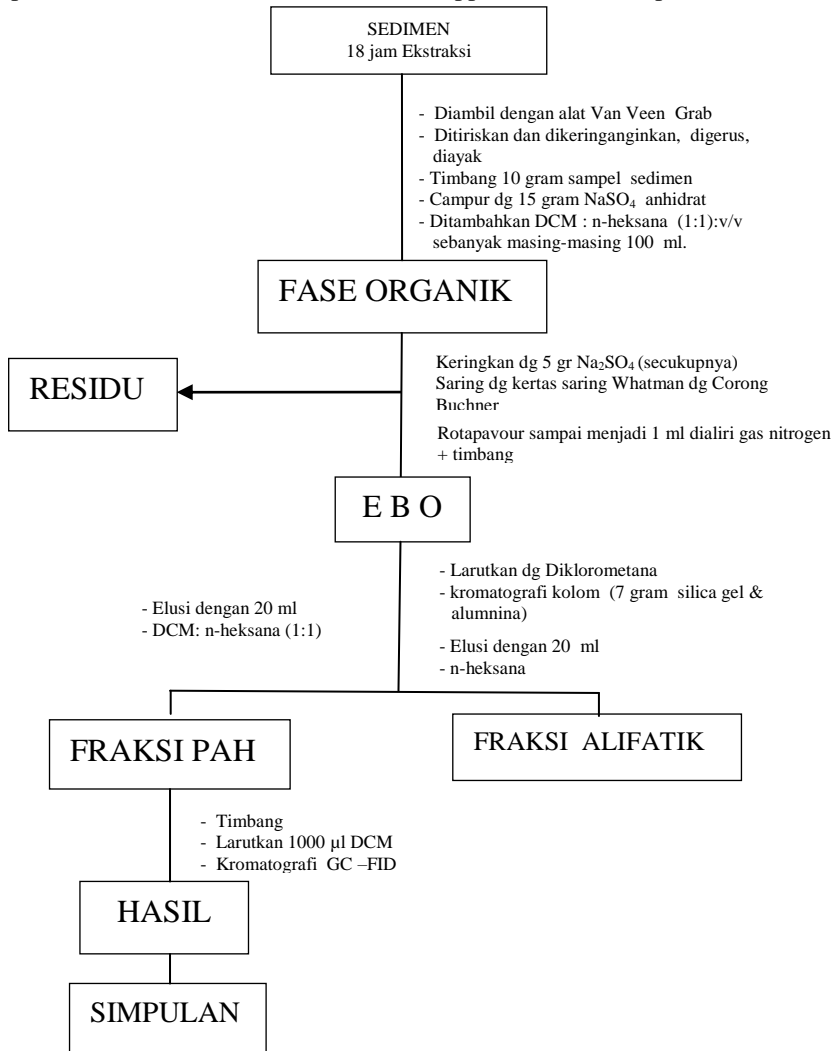 SEDIMEN
18 jam Ekstraksi
- Diambil dengan alat Van Veen Grab
- Ditiriskan dan dikeringanginkan, digerus,
diayak
- Timbang 10 gram sampel sedimen
- Campur dg 15 gram NaSO₄ anhidrat
- Ditambahkan DCM : n-heksana (1:1):v/v
sebanyak masing-masing 100 ml.
FASE ORGANIK
RESIDU
Keringkan dg 5 gr Na₂SO₄ (secukupnya)
Saring dg kertas saring Whatman dg Corong
Buchner
Rotapavour sampai menjadi 1 ml dialiri gas nitrogen
+ timbang
E B O
- Larutkan dg Diklorometana
- kromatografi kolom (7 gram silica gel &
alumnina)
- Elusi dengan 20 ml
- n-heksana
- Elusi dengan 20 ml
- DCM: n-heksana (1:1)
FRAKSI PAH
FRAKSI ALIFATIK
- Timbang
- Larutkan 1000 µl DCM
- Kromatografi GC –FID
HASIL
SIMPULAN